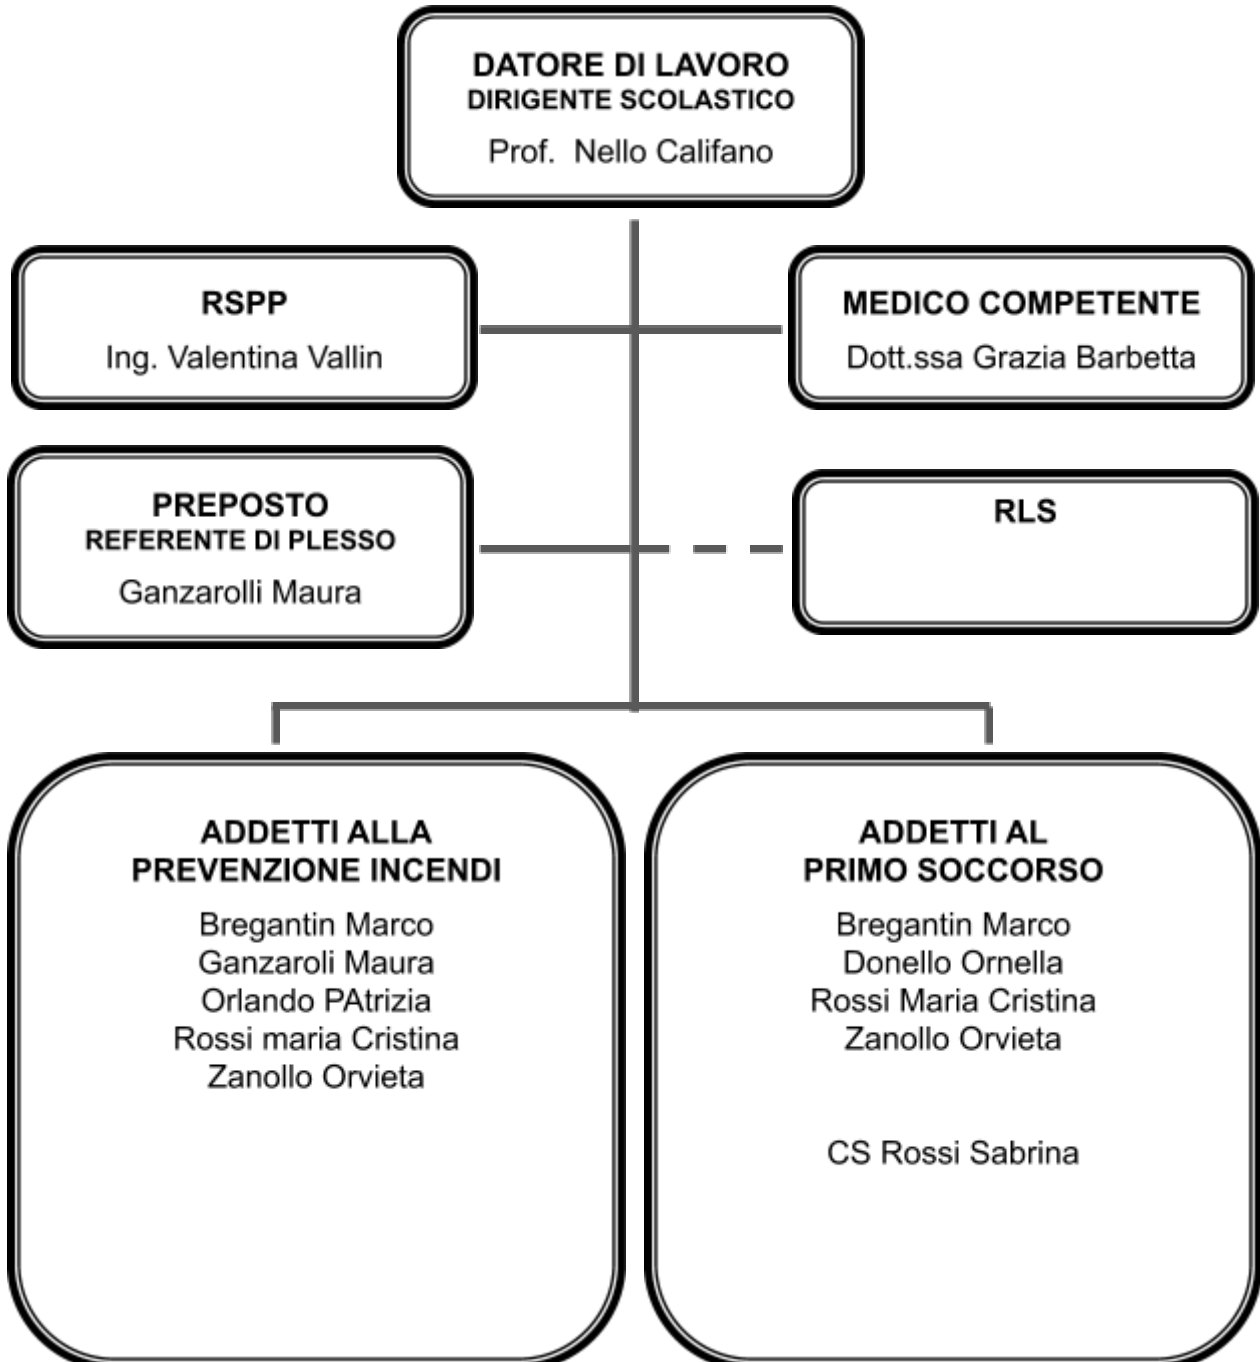 DATORE DI LAVORO
DIRIGENTE SCOLASTICO
Prof. Nello Califano
RSPP
Ing. Valentina Vallin
MEDICO COMPETENTE
Dott.ssa Grazia Barbetta
PREPOSTO
REFERENTE DI PLESSO
Ganzarolli Maura
RLS
ADDETTI ALLA
PREVENZIONE INCENDI
Bregantin Marco
Ganzaroli Maura
Orlando PAtrizia
Rossi maria Cristina
Zanollo Orvieta
ADDETTI AL
PRIMO SOCCORSO
Bregantin Marco
Donello Ornella
Rossi Maria Cristina
Zanollo Orvieta
CS Rossi Sabrina